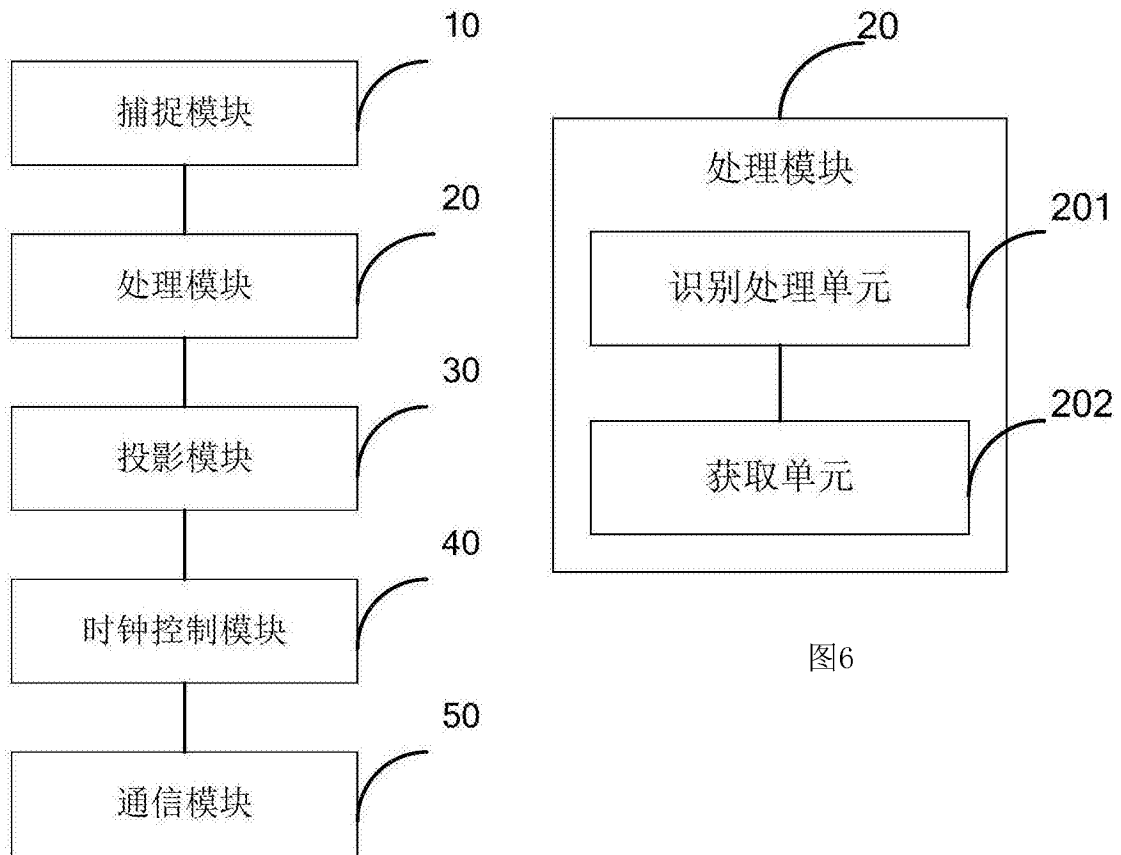 10
捕捉模块
20
处理模块
30
投影模块
40
时钟控制模块
50
通信模块
20
处理模块
201
识别处理单元
202
获取单元
图6